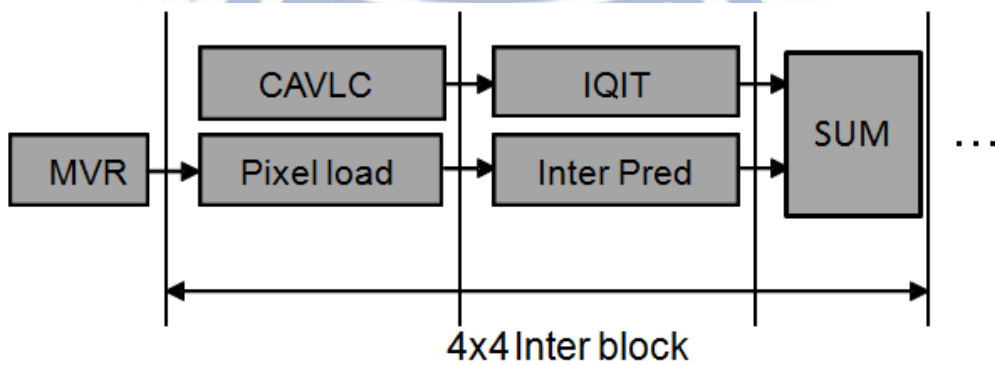 CAVLC
IQIT
SUM
...
MVR
Pixel load
Inter Pred
4x4 Inter block